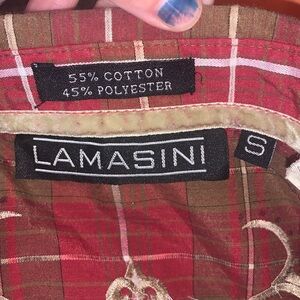 55% COTTON
45% POLYESTER
LAMASINI
S